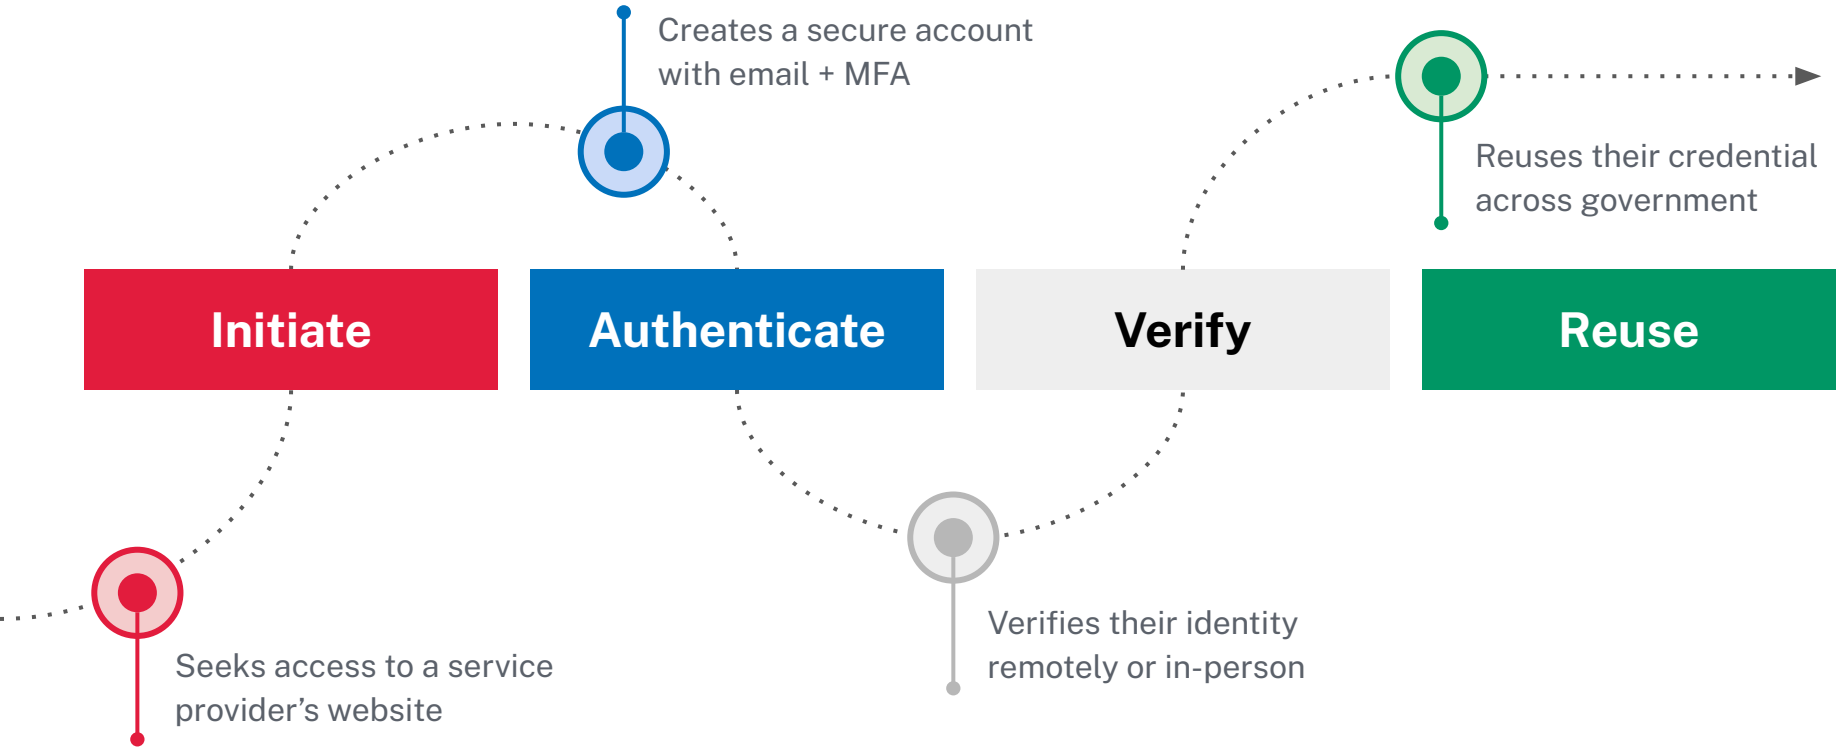 Creates a secure account
with email + MFA
Reuses their credential
across government
Initiate
Authenticate
Verify
Reuse
Seeks access to a service
provider’s website
Verifies their identity
remotely or in-person